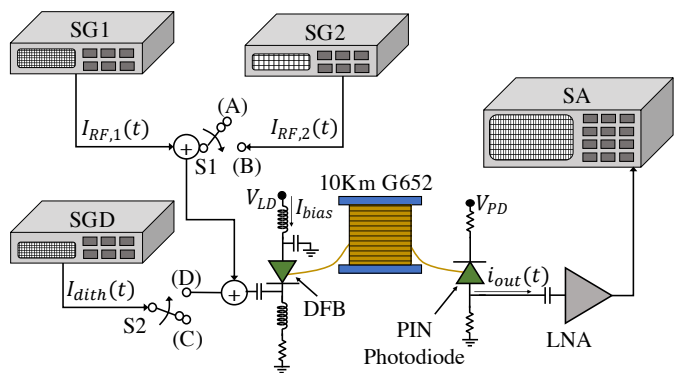 SG1
SG2
SA
I_{RF,1}(t)
(A)
I_{RF,2}(t)
S1
(B)
10Km G652
V_{LD}
I_{bias}
V_{PD}
SGD
I_{dith}(t)
(D)
S2
(C)
DFB
i_{out}(t)
PIN
Photodiode
LNA